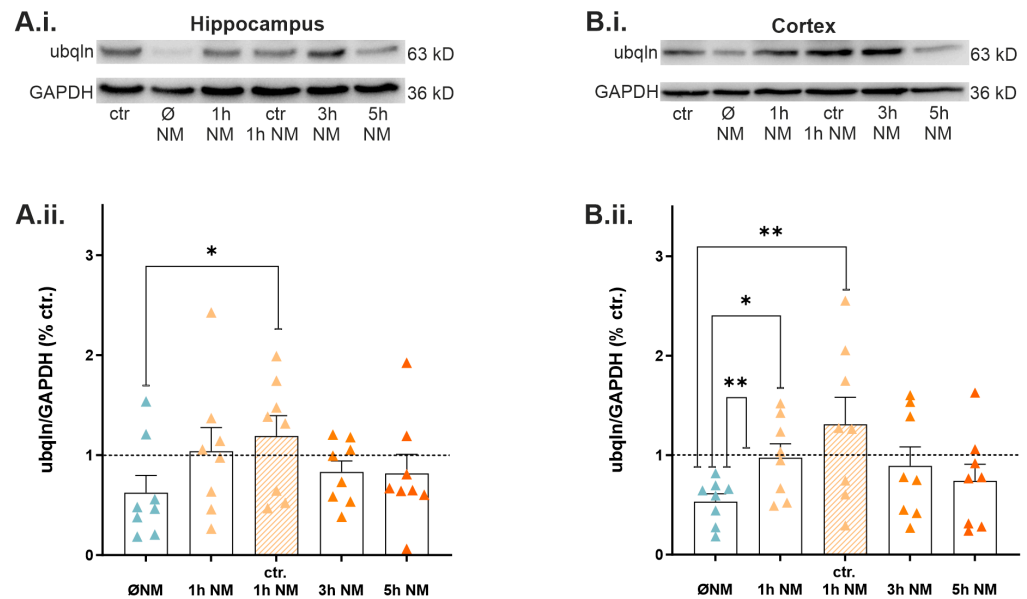 A.i. Hippocampus
ubqln 63 kD
GAPDH 36 kD
ctr Ø NM 1h NM ctr 1h NM 3h NM 5h NM
B.i. Cortex
ubqln 63 kD
GAPDH 36 kD
ctr Ø NM 1h NM ctr 1h NM 3h NM 5h NM
A.ii.
ubqln/GAPDH (% ctr.)
3
2
1
0
*
ØNM 1h NM ctr. 1h NM 3h NM 5h NM
B.ii.
ubqln/GAPDH (% ctr.)
3
2
1
0
**
*
**
ØNM 1h NM ctr. 1h NM 3h NM 5h NM